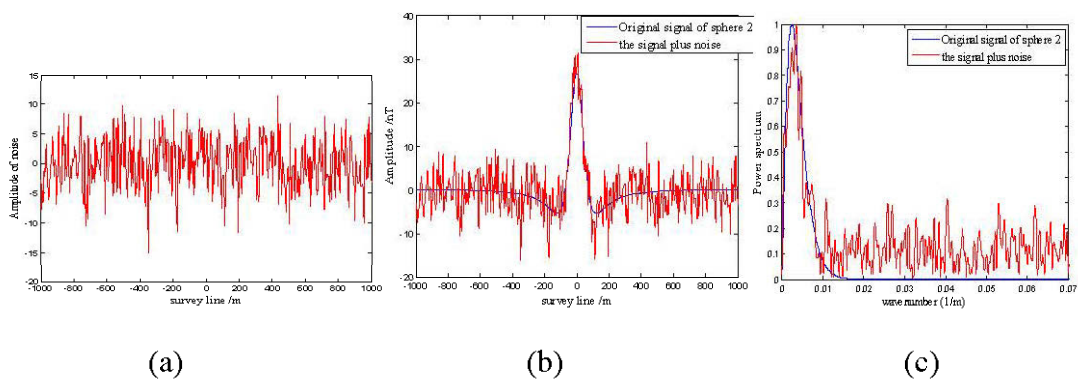 Amplitude of noise
15
10
5
0
-5
-10
-15
-20
-1000 -800 -600 -400 -200 0 200 400 600 800 1000
survey line /m
(a)
Amplitude /nT
40
30
20
10
0
-10
-20
-1000 -800 -600 -400 -200 0 200 400 600 800 1000
survey line /m
Original signal of sphere 2
the signal plus noise
(b)
Power spectrum
1
0.9
0.8
0.7
0.6
0.5
0.4
0.3
0.2
0.1
0
0 0.01 0.02 0.03 0.04 0.05 0.06 0.07
wave number (1/m)
Original signal of sphere 2
the signal plus noise
(c)